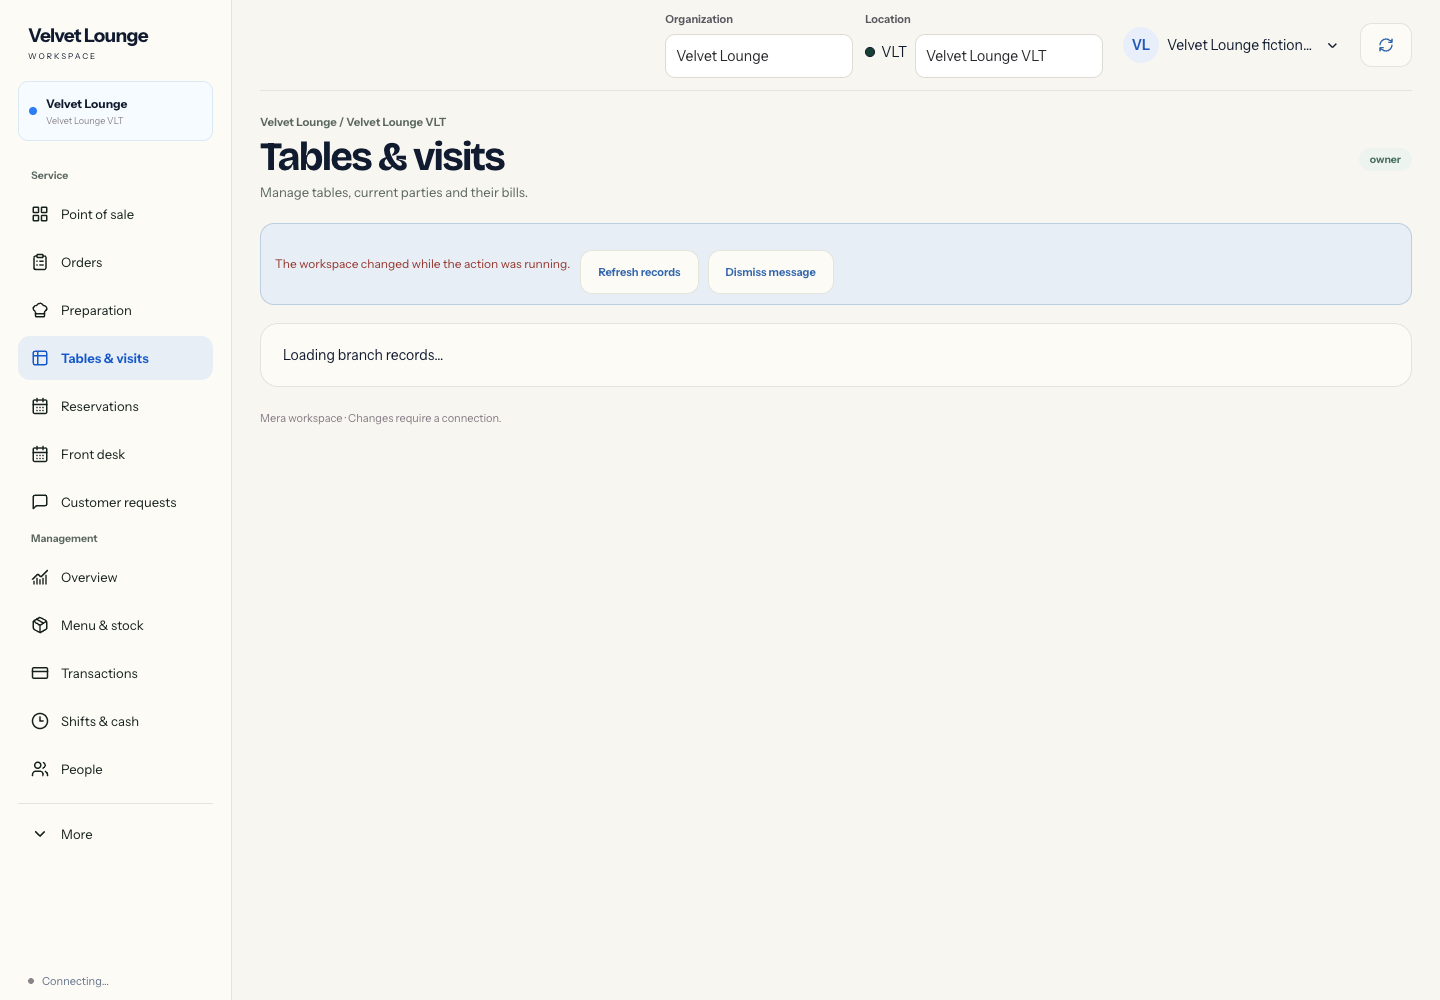 Velvet Lounge
WORKSPACE
Velvet Lounge
Velvet Lounge VLT
Service
Point of sale
Orders
Preparation
Tables & visits
Reservations
Front desk
Customer requests
Management
Overview
Menu & stock
Transactions
Shifts & cash
People
More
Connecting...
Organization
Velvet Lounge
Location
VLT
Velvet Lounge VLT
VL
Velvet Lounge fiction...
Velvet Lounge / Velvet Lounge VLT
Tables & visits
owner
Manage tables, current parties and their bills.
The workspace changed while the action was running.
Refresh records
Dismiss message
Loading branch records...
Mera workspace · Changes require a connection.